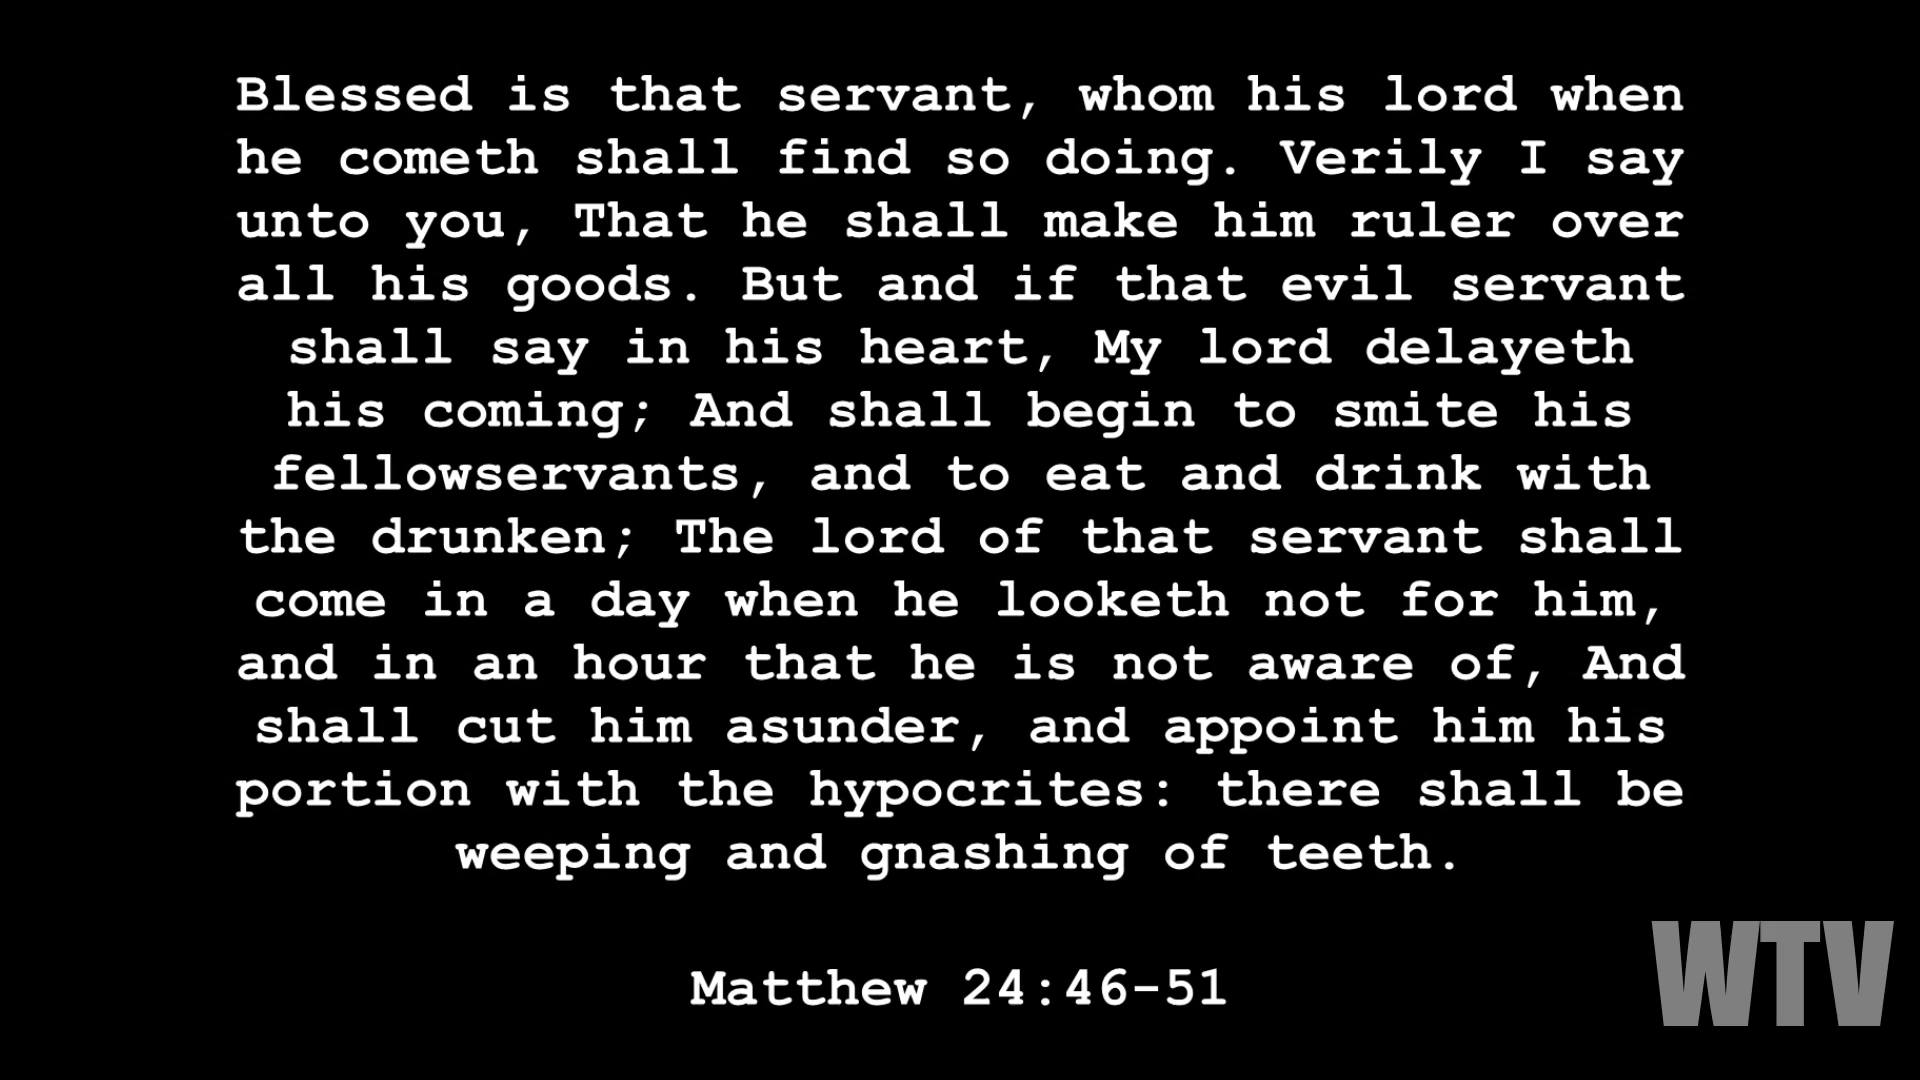 Blessed is that servant, whom his lord when
he cometh shall find so doing. Verily I say
unto you, That he shall make him ruler over
all his goods. But and if that evil servant
shall say in his heart, My lord delayeth
his coming; And shall begin to smite his
fellowservants, and to eat and drink with
the drunken; The lord of that servant shall
come in a day when he looketh not for him,
and in an hour that he is not aware of, And
shall cut him asunder, and appoint him his
portion with the hypocrites: there shall be
weeping and gnashing of teeth.
Matthew 24:46-51
WTV